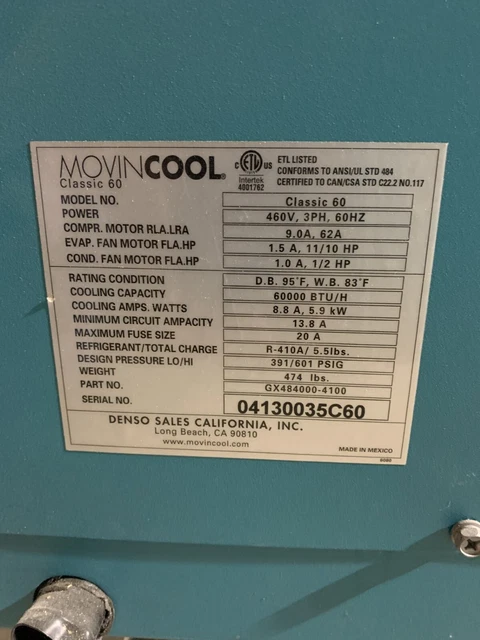 MOVINCOOL®
Classic 60
C ETL US
Intertek
4001762
ETL LISTED
CONFORMS TO ANSI/UL STD 484
CERTIFIED TO CAN/CSA STD C22.2 NO.117
MODEL NO. Classic 60
POWER 460V, 3PH, 60HZ
COMPR. MOTOR RLA.LRA 9.0A, 62A
EVAP. FAN MOTOR FLA.HP 1.5 A, 11/10 HP
COND. FAN MOTOR FLA.HP 1.0 A, 1/2 HP
RATING CONDITION D.B. 95°F, W.B. 83°F
COOLING CAPACITY 60000 BTU/H
COOLING AMPS. WATTS 8.8 A, 5.9 kW
MINIMUM CIRCUIT AMPACITY 13.8 A
MAXIMUM FUSE SIZE 20 A
REFRIGERANT/TOTAL CHARGE R-410A/ 5.5lbs.
DESIGN PRESSURE LO/HI 391/601 PSIG
WEIGHT 474 lbs.
PART NO. GX484000-4100
SERIAL NO. 04130035C60
DENSO SALES CALIFORNIA, INC.
Long Beach, CA 90810
www.movincool.com
MADE IN MEXICO